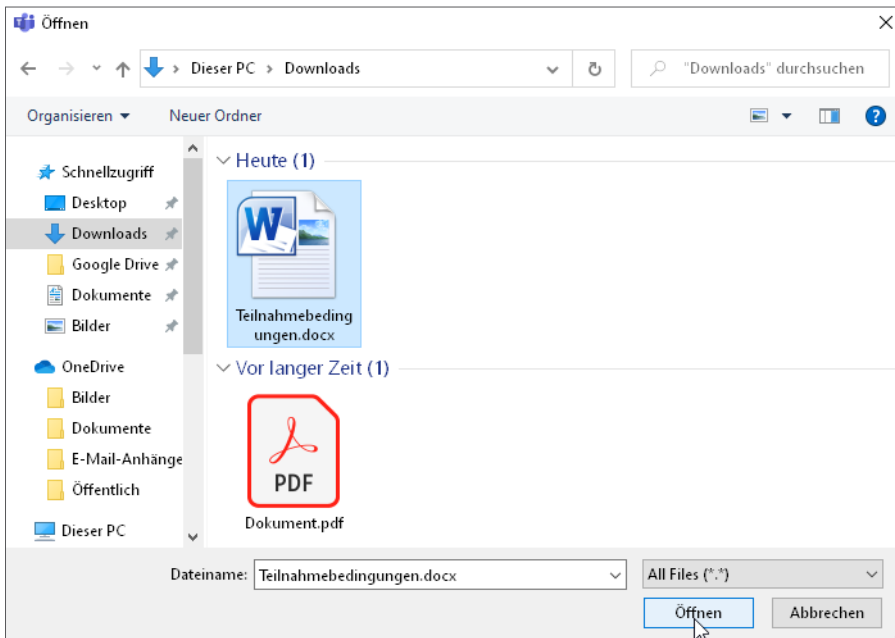 Öffnen
Dieser PC > Downloads
"Downloads" durchsuchen
Organisieren
Neuer Ordner
Schnellzugriff
Desktop
Downloads
Google Drive
Dokumente
Bilder
OneDrive
Bilder
Dokumente
E-Mail-Anhänge
Öffentlich
Dieser PC
Heute (1)
W
Teilnahmebeding
ungen.docx
Vor langer Zeit (1)
PDF
Dokument.pdf
Dateiname:
Teilnahmebedingungen.docx
All Files (*.*)
Öffnen
Abbrechen